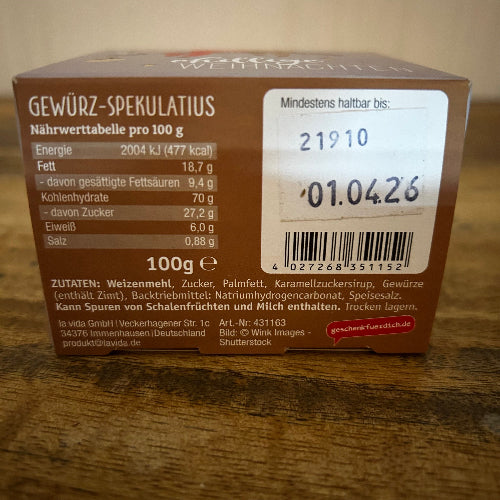 WEIHNACHTEN
GEWÜRZ-SPEKULATIUS
Nährwerttabelle pro 100 g
Energie 2004 kJ (477 kcal)
Fett 18,7 g
- davon gesättigte Fettsäuren 9,4 g
Kohlenhydrate 70 g
- davon Zucker 27,2 g
Eiweiß 6,0 g
Salz 0,88 g
100g ℮
Mindestens haltbar bis:
21910
01.0426
4 027268 351152
ZUTATEN: Weizenmehl, Zucker, Palmfett, Karamellzuckersirup, Gewürze
(enthält Zimt), Backtriebmittel: Natriumhydrogencarbonat, Speisesalz.
Kann Spuren von Schalenfrüchten und Milch enthalten. Trocken lagern.
la vida GmbH | Veckerhagener Str. 1c
34376 Immenhausen | Deutschland
produkt@lavida.de
Art.-Nr: 431163
Bild: © Wink Images -
Shutterstock
geschenkfuerdich.de